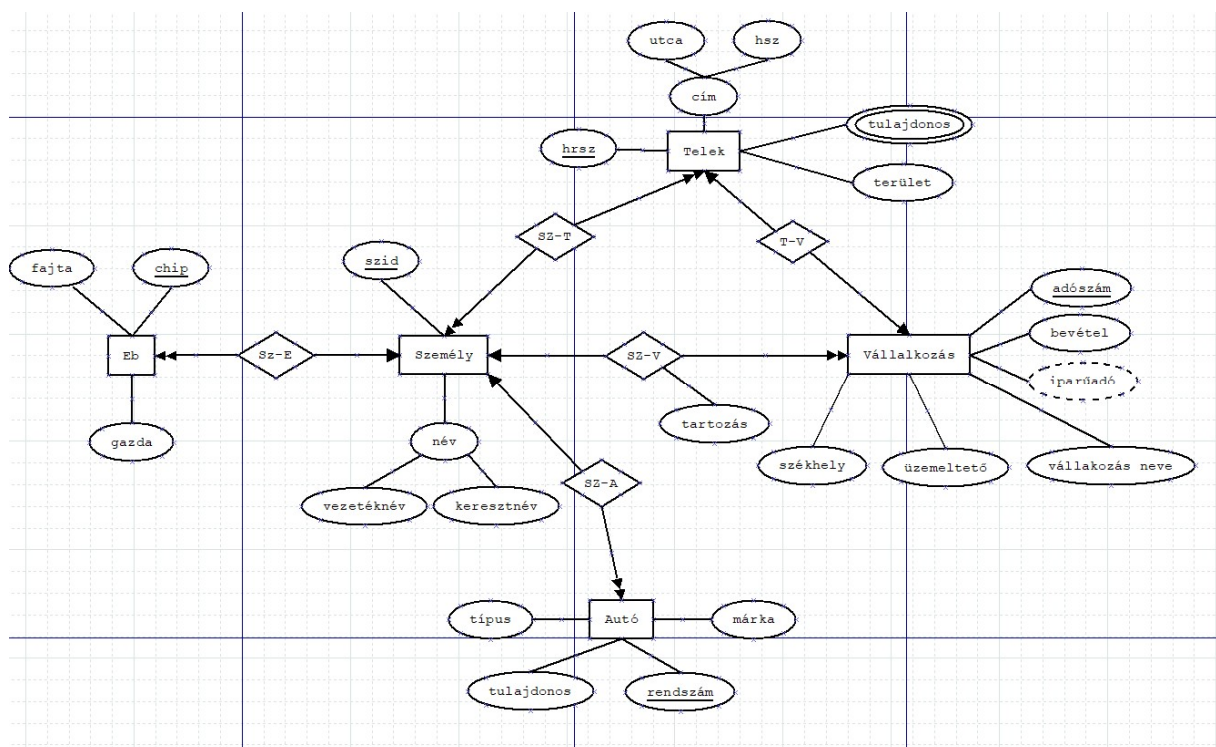 utca
hsz
cím
tulajdonos
hrsz
Telek
terület
SZ-T
T-V
szid
fajta
chip
adószám
bevétel
Eb
Sz-E
Személy
SZ-V
Vállalkozás
iparűadó
tartozás
gazda
név
székhely
üzemeltető
vállakozás neve
SZ-A
vezetéknév
keresztnév
típus
Autó
márka
tulajdonos
rendszám